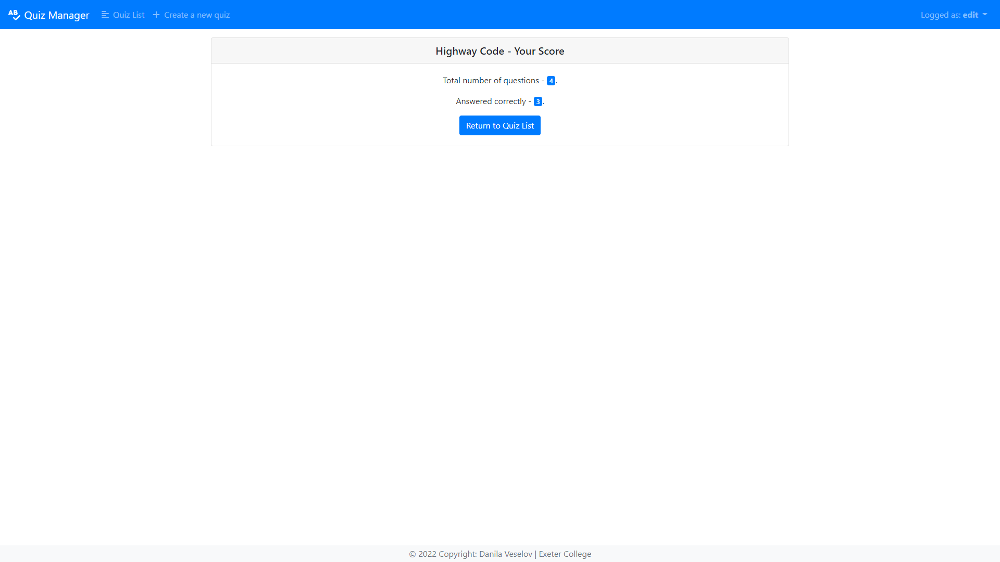 AB Quiz Manager Quiz List Create a new quiz Logged as: edit
Highway Code - Your Score
Total number of questions - 4.
Answered correctly - 3.
Return to Quiz List
© 2022 Copyright: Danila Veselov | Exeter College